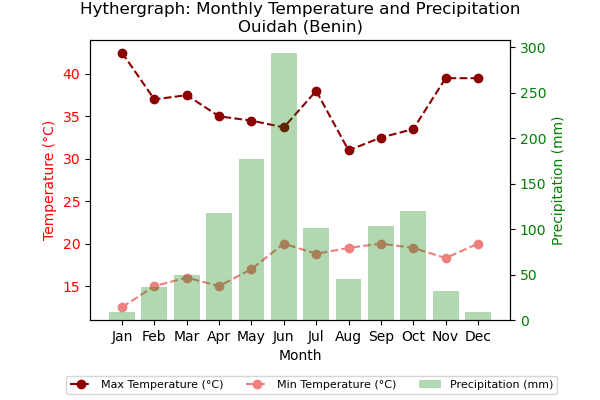 Hythergraph: Monthly Temperature and Precipitation
Ouidah (Benin)
Temperature (°C)
40
35
30
25
20
15
300
250
200
150
100
50
0
Precipitation (mm)
Jan Feb Mar Apr May Jun Jul Aug Sep Oct Nov Dec
Month
Max Temperature (°C) Min Temperature (°C) Precipitation (mm)